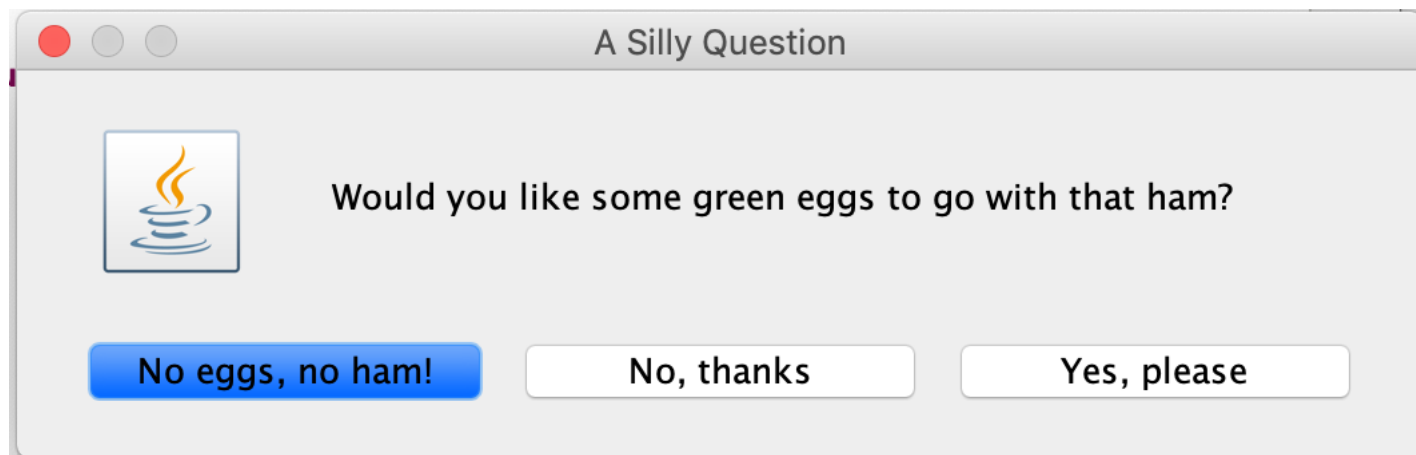 A Silly Question
Would you like some green eggs to go with that ham?
No eggs, no ham!
No, thanks
Yes, please